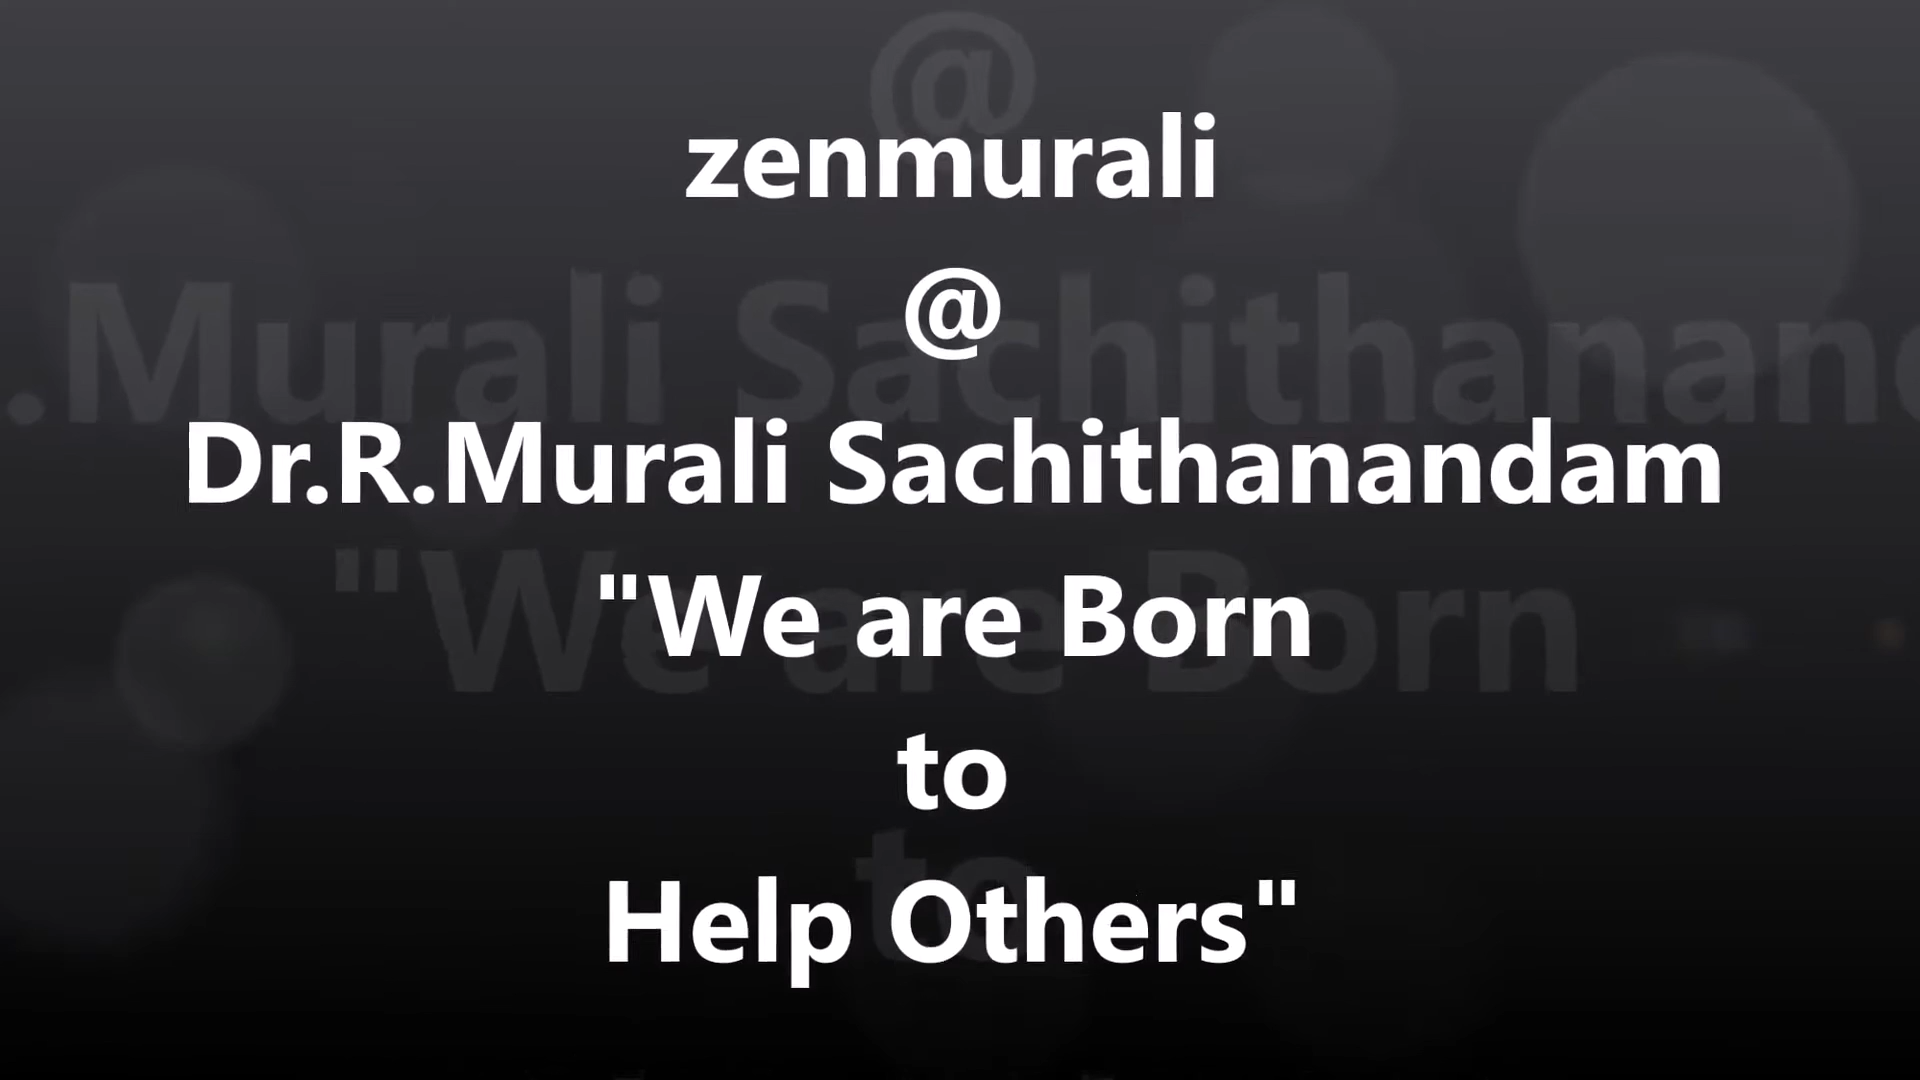 zenmurali
@
Dr.R.Murali Sachithanandam
"We are Born
to
Help Others"